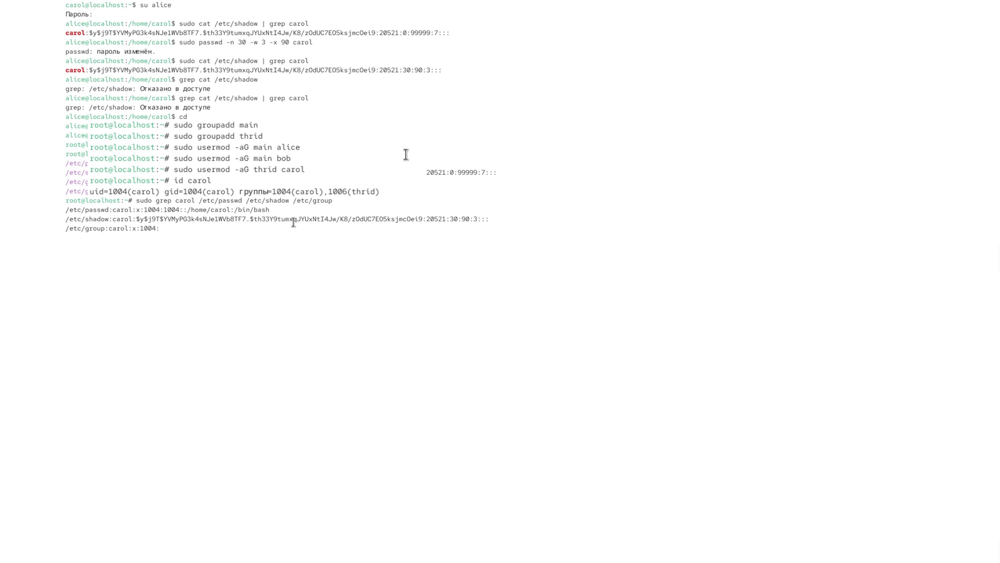 carol@localhost:~$ su alice
Пароль:
alice@localhost:/home/carol$ sudo cat /etc/shadow | grep carol
carol:$y$j9T$YVMyPG3k4sNJe1WVb8TF7.$th33Y9tumxqJYUxNtI4Jw/K8/zOdUC7EO5ksjmcOei9:20521:0:99999:7:::
alice@localhost:/home/carol$ sudo passwd -n 30 -w 3 -x 90 carol
passwd: пароль изменён.
alice@localhost:/home/carol$ sudo cat /etc/shadow | grep carol
carol:$y$j9T$YVMyPG3k4sNJe1WVb8TF7.$th33Y9tumxqJYUxNtI4Jw/K8/zOdUC7EO5ksjmcOei9:20521:30:90:3:::
alice@localhost:/home/carol$ grep cat /etc/shadow
grep: /etc/shadow: Отказано в доступе
alice@localhost:/home/carol$ grep cat /etc/shadow | grep carol
grep: /etc/shadow: Отказано в доступе
alice@localhost:/home/carol$ cd
alice@
root@localhost:~# sudo groupadd main
alice@
root@localhost:~# sudo groupadd thrid
root@l
root@localhost:~# sudo usermod -aG main alice
root@l
root@localhost:~# sudo usermod -aG main bob
/etc/p
root@localhost:~# sudo usermod -aG thrid carol
/etc/s
20521:0:99999:7:::
root@localhost:~# id carol
/etc/g
uid=1004(carol) gid=1004(carol) группы=1004(carol),1006(thrid)
/etc/g
root@localhost:~# sudo grep carol /etc/passwd /etc/shadow /etc/group
/etc/passwd:carol:x:1004:1004::/home/carol:/bin/bash
/etc/shadow:carol:$y$j9T$YVMyPG3k4sNJe1WVb8TF7.$th33Y9tumxqJYUxNtI4Jw/K8/zOdUC7EO5ksjmcOei9:20521:30:90:3:::
/etc/group:carol:x:1004: